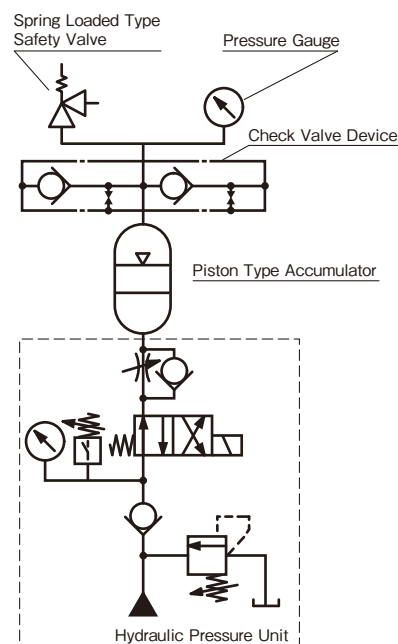 Spring Loaded Type
Safety Valve
Pressure Gauge
Check Valve Device
Piston Type Accumulator
Hydraulic Pressure Unit